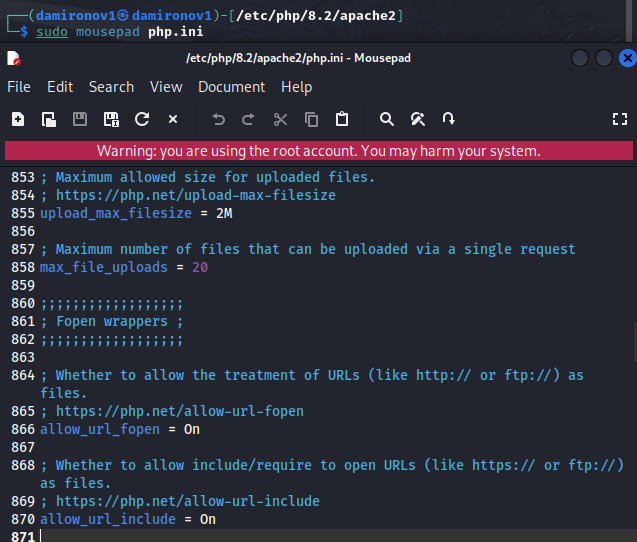 ┌──(damironov1㉿damironov1)-[/etc/php/8.2/apache2]
└─$ sudo mousepad php.ini
/etc/php/8.2/apache2/php.ini - Mousepad
File Edit Search View Document Help
Warning: you are using the root account. You may harm your system.
853 ; Maximum allowed size for uploaded files.
854 ; https://php.net/upload-max-filesize
855 upload_max_filesize = 2M
856
857 ; Maximum number of files that can be uploaded via a single request
858 max_file_uploads = 20
859
860 ;;;;;;;;;;;;;;;;;;
861 ; Fopen wrappers ;
862 ;;;;;;;;;;;;;;;;;;
863
864 ; Whether to allow the treatment of URLs (like http:// or ftp://) as
files.
865 ; https://php.net/allow-url-fopen
866 allow_url_fopen = On
867
868 ; Whether to allow include/require to open URLs (like https:// or ftp://)
as files.
869 ; https://php.net/allow-url-include
870 allow_url_include = On
871